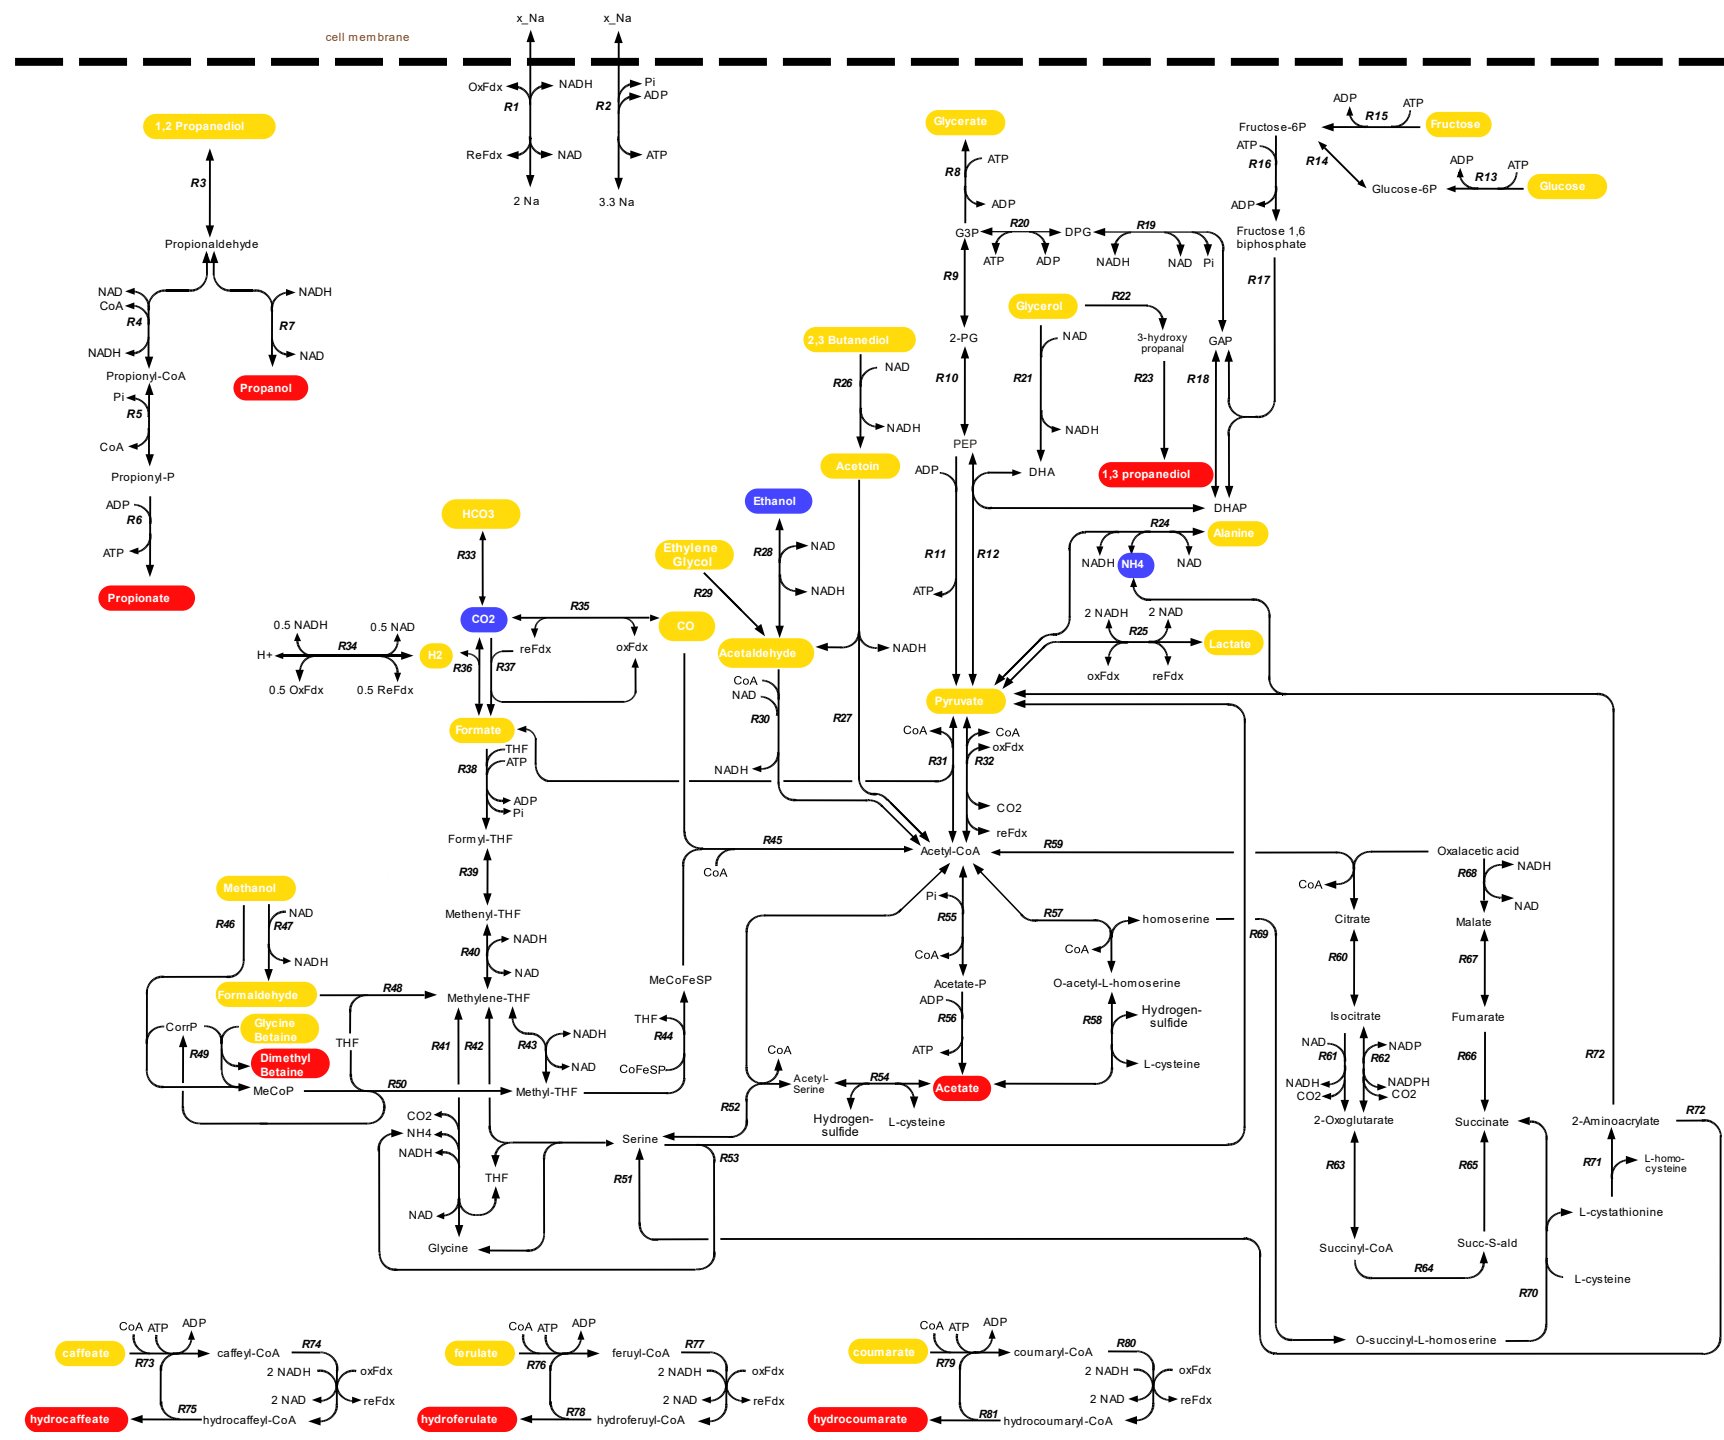 x_Na
x_Na
cell membrane
OxFdx
NADH
R1
ReFdx
NAD
2 Na
Pi
ADP
R2
ATP
3.3 Na
1,2 Propanediol
R3
Propionaldehyde
NAD
CoA
R4
NADH
NADH
R7
NAD
Propionyl-CoA
Propanol
Pi
R5
CoA
Propionyl-P
ADP
R6
ATP
Propionate
Glycerate
ATP
R8
ADP
G3P
R20
DPG
R19
ATP
ADP
NADH
NAD
Pi
R9
2-PG
R10
PEP
ADP
R11
R12
ATP
Fructose-6P
ADP
ATP
R15
Fructose
ATP
R16
ADP
R14
Glucose-6P
ADP
ATP
R13
Glucose
Fructose 1,6
biphosphate
R17
GAP
R18
DHAP
Glycerol
R22
NAD
3-hydroxy
propanal
R21
R23
NADH
DHA
1,3 propanediol
2,3 Butanediol
R26
NAD
NADH
Acetoin
Ethanol
NAD
R28
NADH
Ethylene
Glycol
R29
Acetaldehyde
NADH
HCO3
R33
CO2
R35
CO
reFdx
oxFdx
0.5 NADH
0.5 NAD
H+
R34
H2
0.5 OxFdx
0.5 ReFdx
R36
R37
Formate
R24
Alanine
NADH
NH4
NAD
2 NADH
2 NAD
R25
Lactate
oxFdx
reFdx
Pyruvate
CoA
NAD
R30
NADH
R27
CoA
R31
CoA
oxFdx
R32
CO2
reFdx
THF
ATP
R38
ADP
Pi
Formyl-THF
R39
Methenyl-THF
NADH
R40
NAD
Methylene-THF
R45
CoA
Acetyl-CoA
R59
Oxalacetic acid
CoA
R68
NADH
NAD
Citrate
Malate
R60
R67
Isocitrate
Fumarate
NAD
R61
NADH
CO2
NADP
R62
NADPH
CO2
R66
2-Oxoglutarate
Succinate
R63
R65
Succinyl-CoA
Succ-S-ald
R64
Methanol
R46
NAD
R47
NADH
Formaldehyde
R48
CorrP
Glycine
Betaine
R49
Dimethyl
Betaine
THF
MeCoP
R50
Methyl-THF
R41
R42
R43
NADH
NAD
MeCoFeSP
THF
R44
CoFeSP
Pi
R55
CoA
Acetate-P
ADP
R56
ATP
Acetate
R57
homoserine
CoA
O-acetyl-L-homoserine
R58
Hydrogen-
sulfide
L-cysteine
R69
CoA
Acetyl-
Serine
R54
R52
Hydrogen-
sulfide
L-cysteine
CO2
NH4
NADH
THF
NAD
Glycine
Serine
R53
R51
R72
2-Aminoacrylate
R72
R71
L-homo-
cysteine
L-cystathionine
L-cysteine
R70
O-succinyl-L-homoserine
CoA
ATP
ADP
caffeate
R73
caffeyl-CoA
R74
2 NADH
oxFdx
2 NAD
reFdx
hydrocaffeate
R75
hydrocaffeyl-CoA
CoA
ATP
ADP
ferulate
R76
feruyl-CoA
R77
2 NADH
oxFdx
2 NAD
reFdx
hydroferulate
R78
hydroferuyl-CoA
CoA
ATP
ADP
coumarate
R79
coumaryl-CoA
R80
2 NADH
oxFdx
2 NAD
reFdx
hydrocoumarate
R81
hydrocoumaryl-CoA